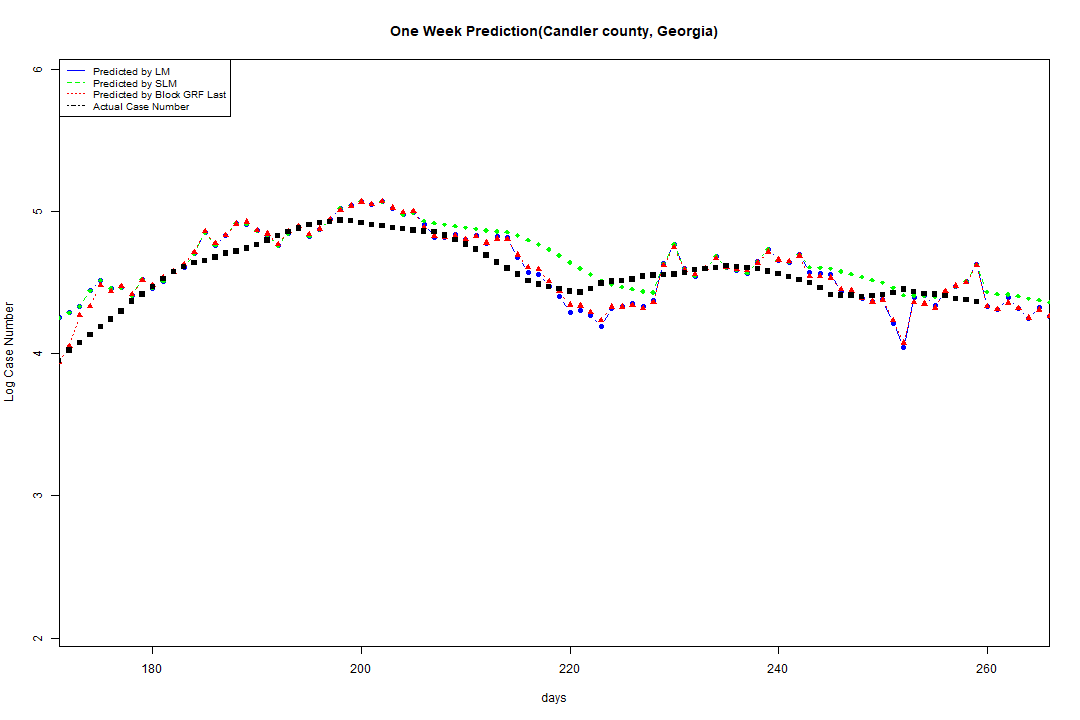 One Week Prediction(Candler county, Georgia)
Predicted by LM
Predicted by SLM
Predicted by Block GRF Last
Actual Case Number
6
5
4
3
2
Log Case Number
180 200 220 240 260
days